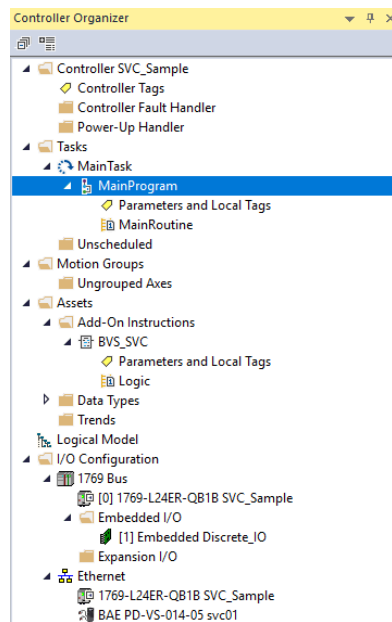 Controller Organizer
Controller SVC_Sample
Controller Tags
Controller Fault Handler
Power-Up Handler
Tasks
MainTask
MainProgram
Parameters and Local Tags
MainRoutine
Unscheduled
Motion Groups
Ungrouped Axes
Assets
Add-On Instructions
BVS_SVC
Parameters and Local Tags
Logic
Data Types
Trends
Logical Model
I/O Configuration
1769 Bus
[0] 1769-L24ER-QB1B SVC_Sample
Embedded I/O
[1] Embedded Discrete_IO
Expansion I/O
Ethernet
1769-L24ER-QB1B SVC_Sample
BAE PD-VS-014-05 svc01